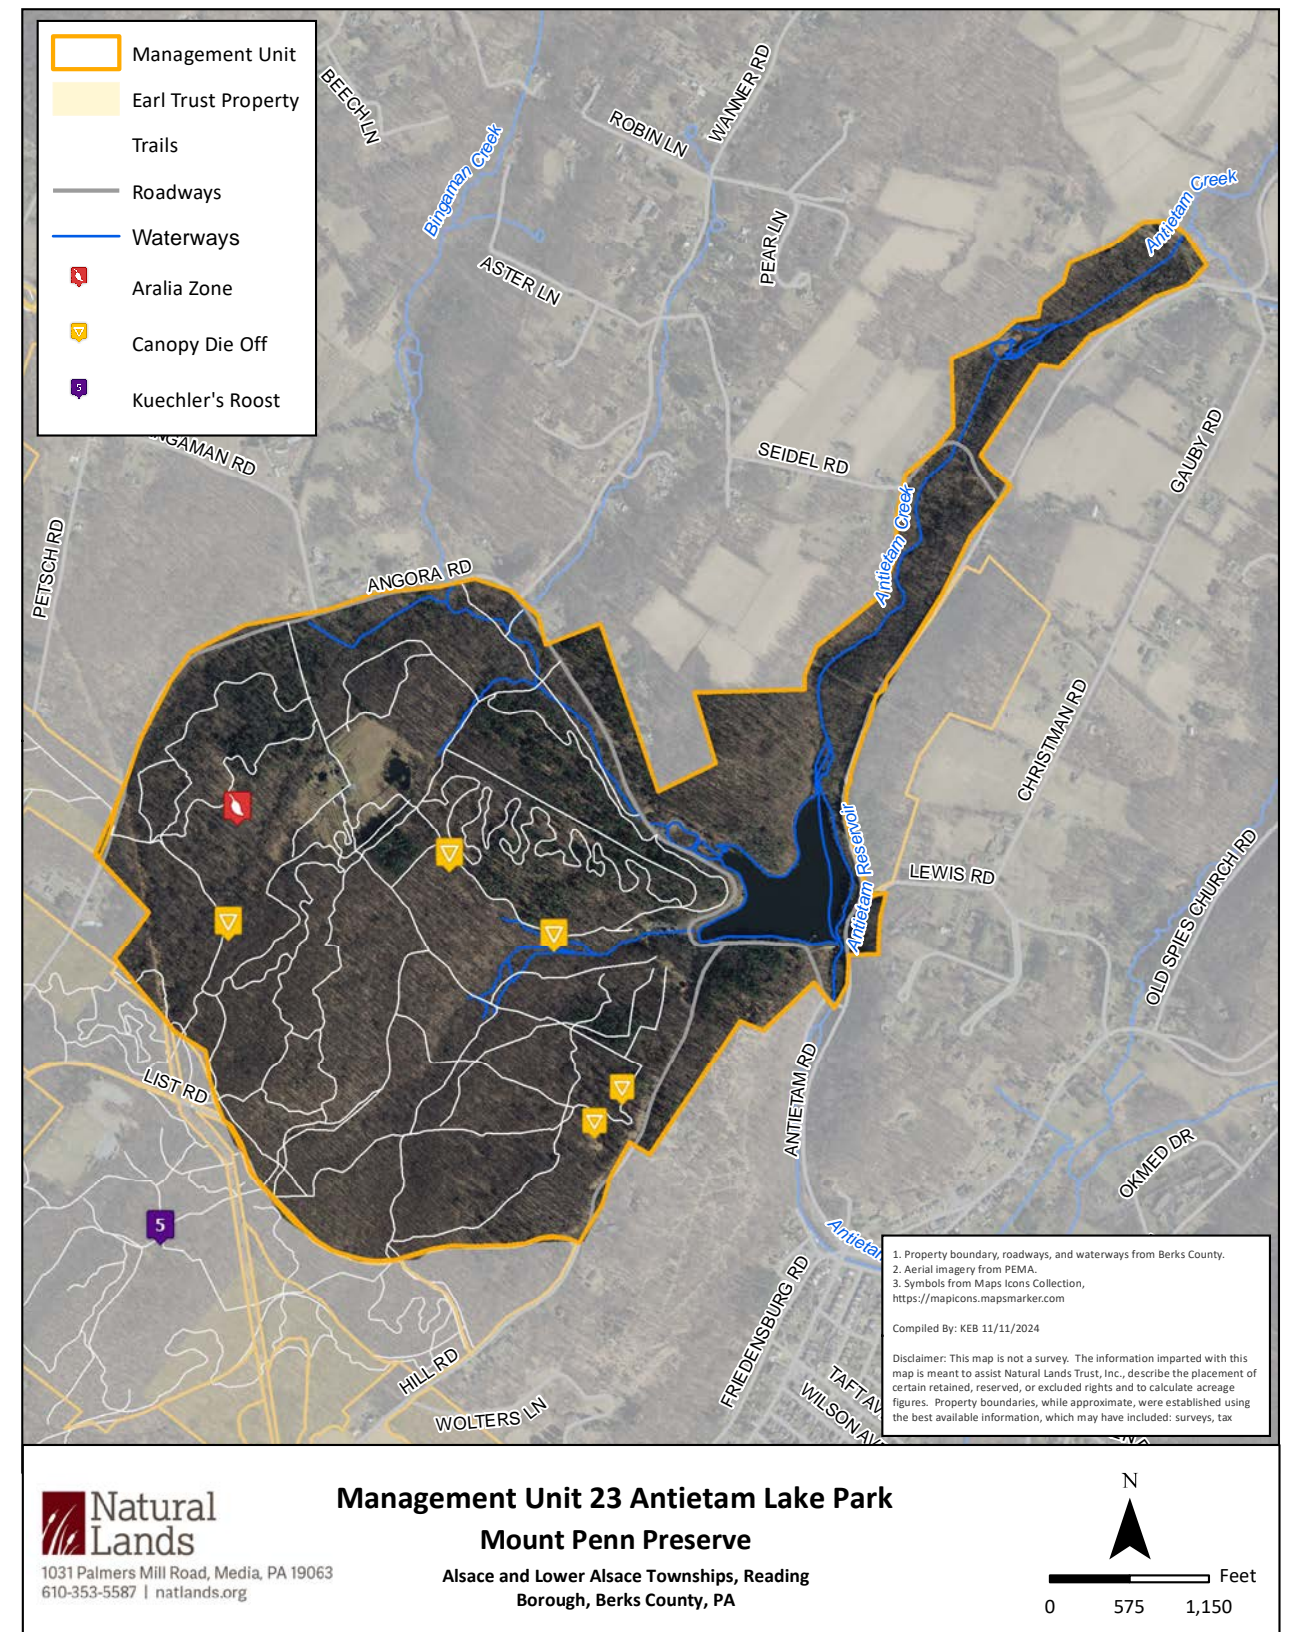 Management Unit
Earl Trust Property
Trails
Roadways
Waterways
Aralia Zone
Canopy Die Off
5
Kuechler's Roost
BEECH LN
ROBIN LN
WANNER RD
Bingaman Creek
PEAR LN
ASTER LN
Antietam Creek
NGAMAN RD
SEIDEL RD
GAUBY RD
PETSCH RD
ANGORA RD
Antietam Creek
CHRISTMAN RD
Antietam Reservoir
LEWIS RD
OLD SPIES CHURCH RD
LIST RD
ANTIETAM RD
OKMED DR
5
Antietam
FRIEDENSBURG RD
HILL RD
WOLTERS LN
TAFT AV
WILSON AV
1. Property boundary, roadways, and waterways from Berks County.
2. Aerial imagery from PEMA.
3. Symbols from Maps Icons Collection,
https://mapicons.mapsmarker.com
Compiled By: KEB 11/11/2024
Disclaimer: This map is not a survey. The information imparted with this
map is meant to assist Natural Lands Trust, Inc., describe the placement of
certain retained, reserved, or excluded rights and to calculate acreage
figures. Property boundaries, while approximate, were established using
the best available information, which may have included: surveys, tax
Natural
Lands
1031 Palmers Mill Road, Media, PA 19063
610-353-5587 | natlands.org
Management Unit 23 Antietam Lake Park
Mount Penn Preserve
Alsace and Lower Alsace Townships, Reading
Borough, Berks County, PA
N
Feet
0 575 1,150